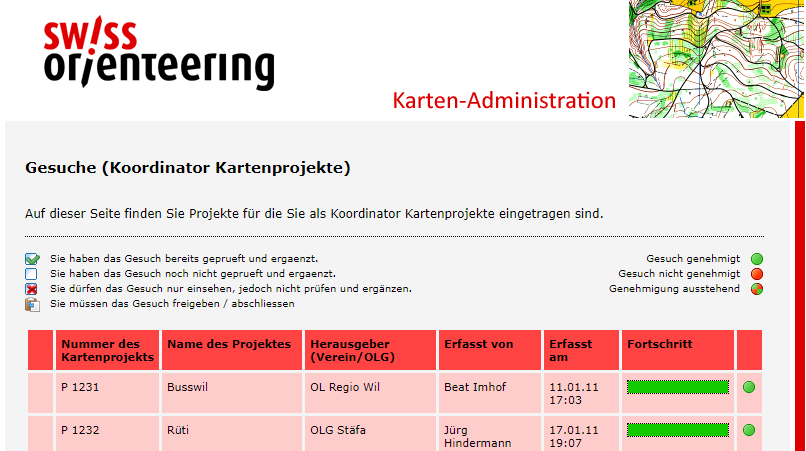 swiss
orienteering
Karten-Administration
Gesuche (Koordinator Kartenprojekte)
Auf dieser Seite finden Sie Projekte für die Sie als Koordinator Kartenprojekte eingetragen sind.
Sie haben das Gesuch bereits geprueft und ergaenzt.
Gesuch genehmigt
Sie haben das Gesuch noch nicht geprueft und ergaenzt.
Gesuch nicht genehmigt
Sie dürfen das Gesuch nur einsehen, jedoch nicht prüfen und ergänzen.
Genehmigung ausstehend
Sie müssen das Gesuch freigeben / abschliessen
Nummer des Kartenprojekts
Name des Projektes
Herausgeber (Verein/OLG)
Erfasst von
Erfasst am
Fortschritt
P 1231
Busswil
OL Regio Wil
Beat Imhof
11.01.11
17:03
P 1232
Rüti
OLG Stäfa
Jürg
Hindermann
17.01.11
19:07